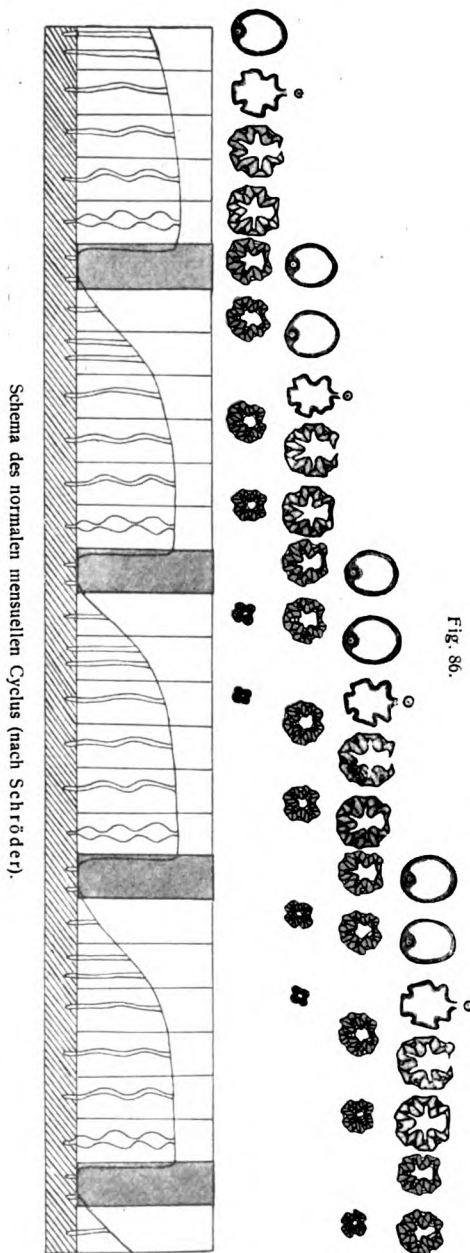 Fig. 86.
Schema des normalen mensuellen Cyclus (nach Schröder).